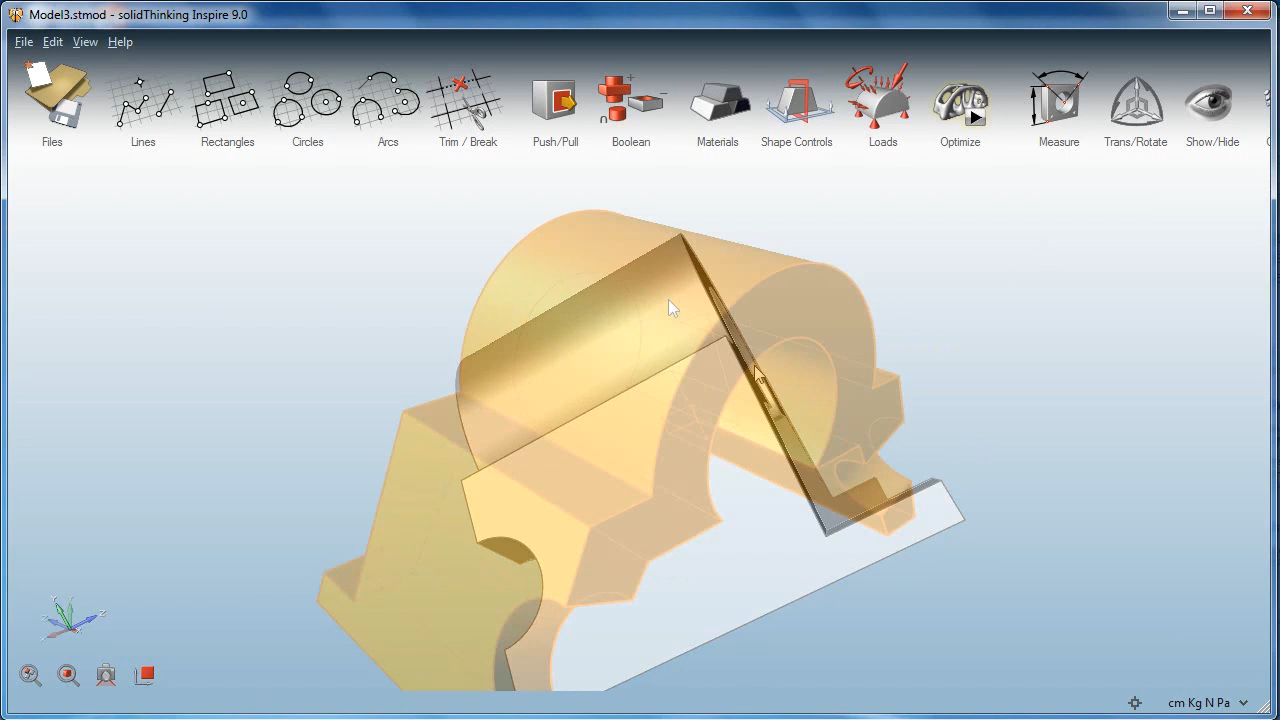 Model3.stmod - solidThinking Inspire 9.0
File Edit View Help
Files Lines Rectangles Circles Arcs Trim / Break Push/Pull Boolean Materials Shape Controls Loads Optimize Measure Trans/Rotate Show/Hide
Y Z
cm Kg N Pa